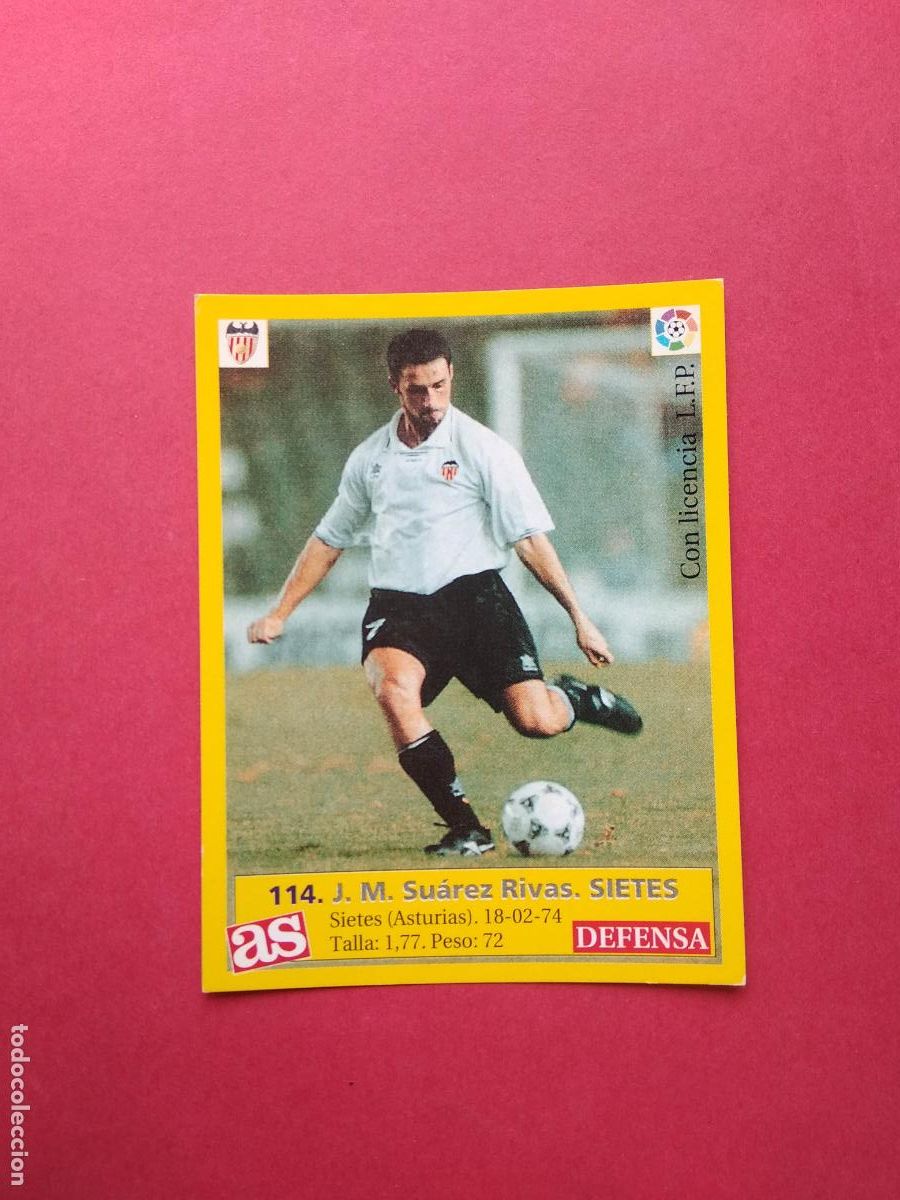 Con licencia L.F.P.
7
114. J. M. Suárez Rivas. SIETES
Sietes (Asturias). 18-02-74
Talla: 1,77. Peso: 72
as
DEFENSA
todocoleccion